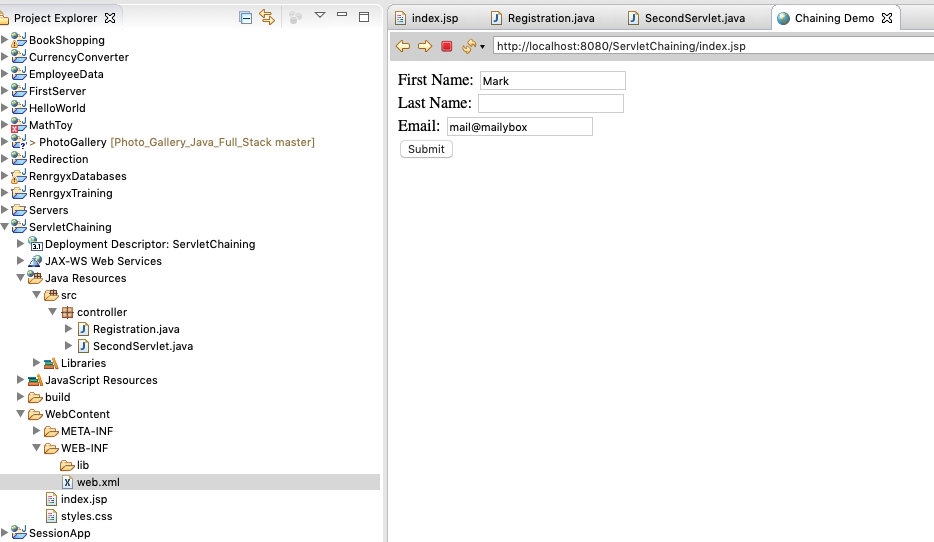 Project Explorer
BookShopping
CurrencyConverter
EmployeeData
FirstServer
HelloWorld
MathToy
> PhotoGallery [Photo_Gallery_Java_Full_Stack master]
Redirection
RenrgyxDatabases
RenrgyxTraining
Servers
ServletChaining
Deployment Descriptor: ServletChaining
JAX-WS Web Services
Java Resources
src
controller
Registration.java
SecondServlet.java
Libraries
JavaScript Resources
build
WebContent
META-INF
WEB-INF
lib
web.xml
index.jsp
styles.css
SessionApp
index.jsp Registration.java SecondServlet.java Chaining Demo
http://localhost:8080/ServletChaining/index.jsp
First Name: Mark
Last Name:
Email: mail@mailybox
Submit